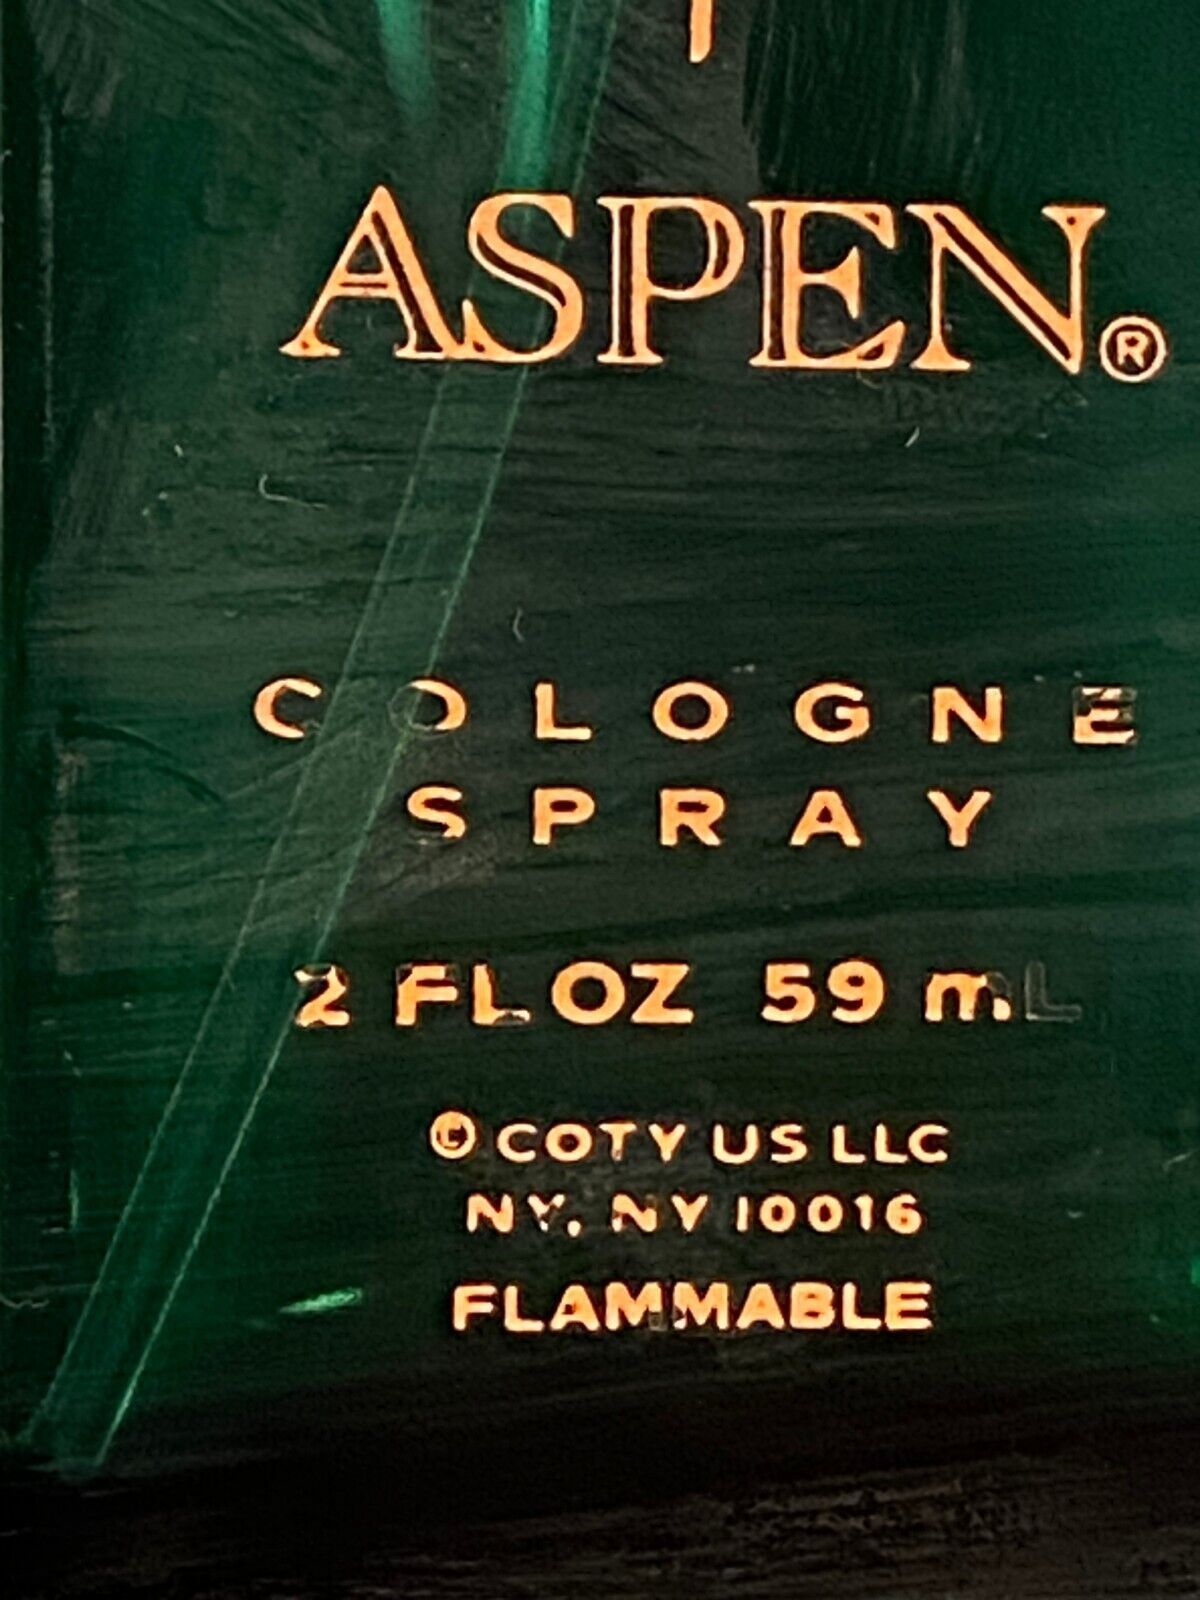 ASPEN®
COLOGNE
SPRAY
2 FL OZ 59 mL
© COTY US LLC
NY, NY 10016
FLAMMABLE